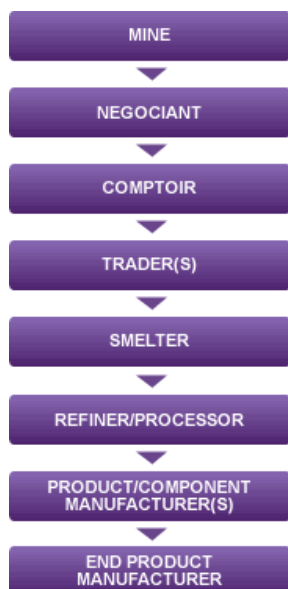 MINE
NEGOCIANT
COMPTOIR
TRADER(S)
SMELTER
REFINER/PROCESSOR
PRODUCT/COMPONENT
MANUFACTURER(S)
END PRODUCT
MANUFACTURER